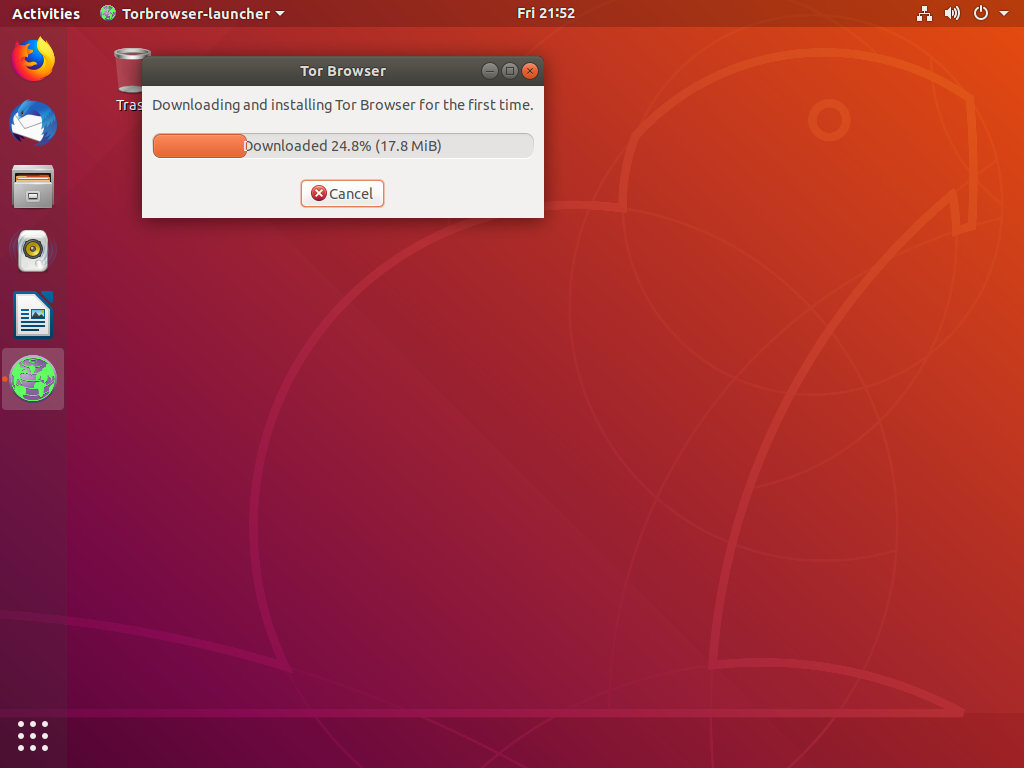 Activities
Torbrowser-launcher
Fri 21:52
Tor Browser
Downloading and installing Tor Browser for the first time.
Downloaded 24.8% (17.8 MiB)
Cancel
Tras